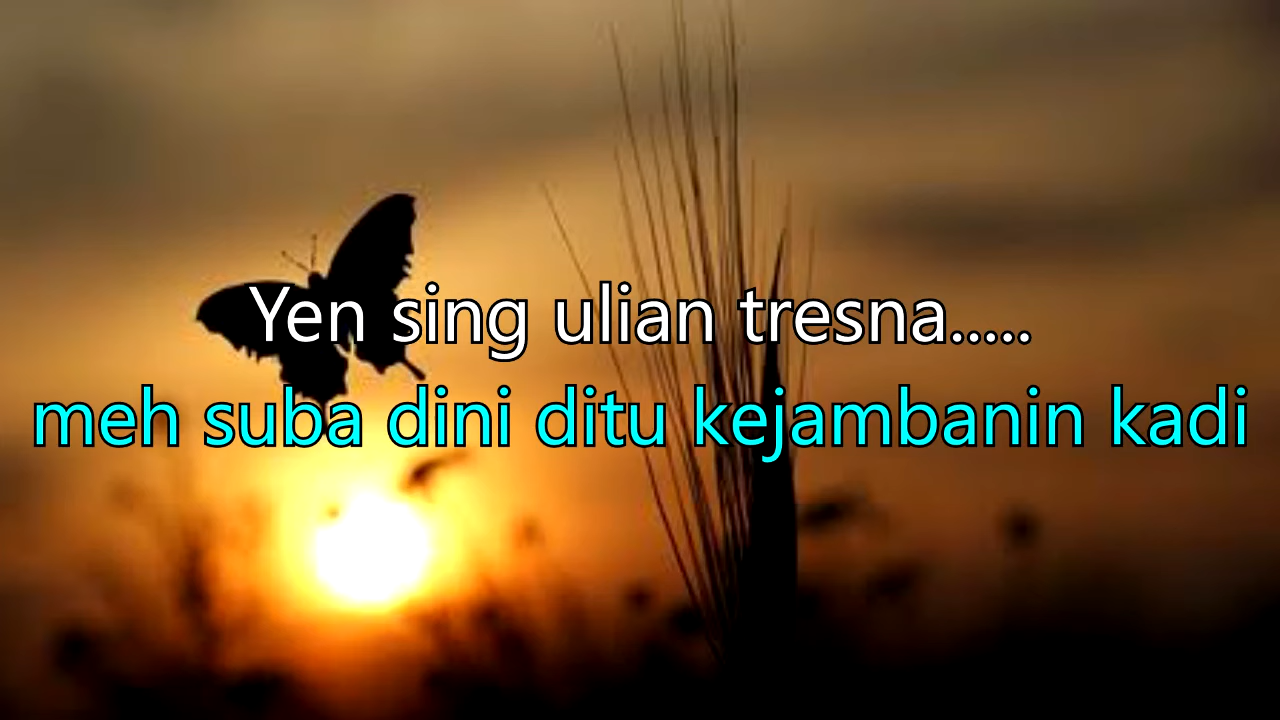 Yen sing ulian tresna.....
meh suba dini ditu kejambanin kadi